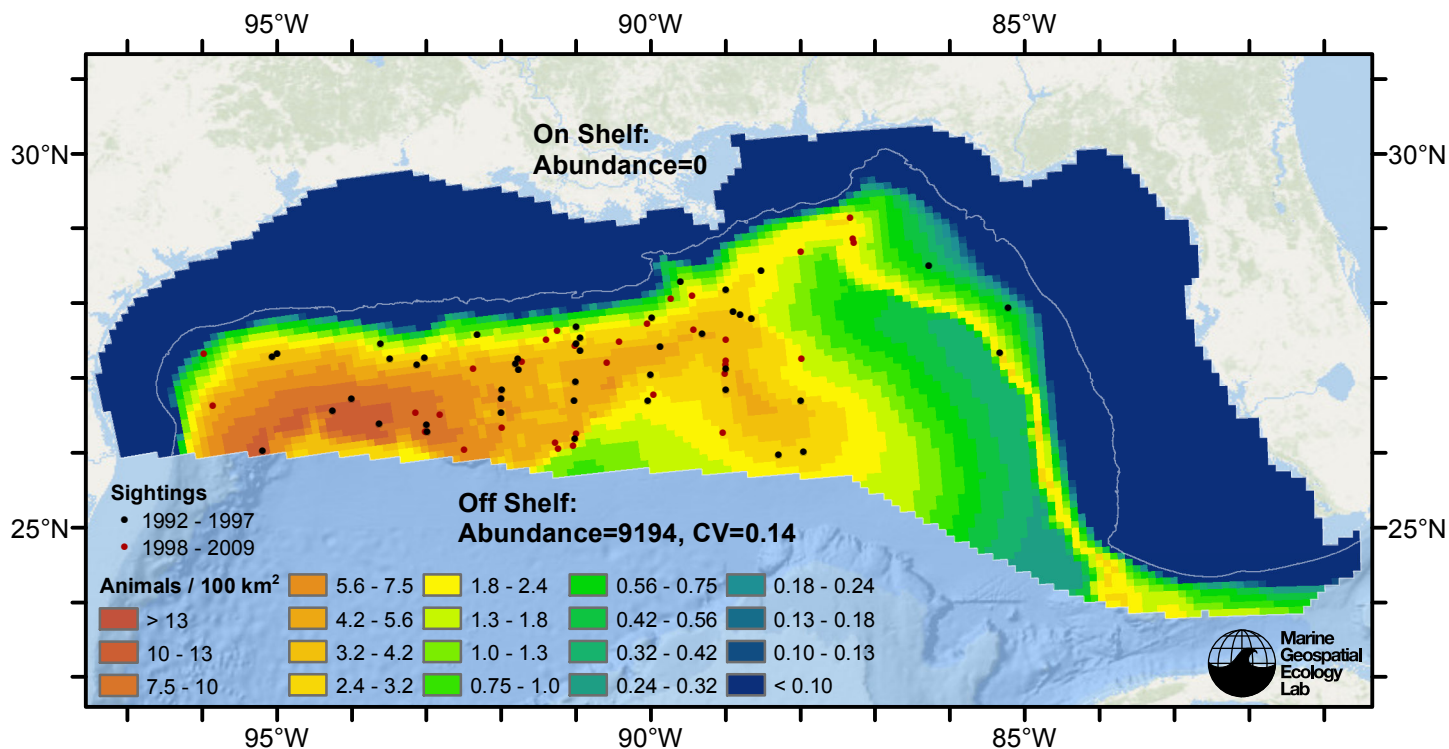 95°W 90°W 85°W
30°N 30°N
On Shelf:
Abundance=0
25°N 25°N
Off Shelf:
Abundance=9194, CV=0.14
Sightings
1992 - 1997
1998 - 2009
Animals / 100 km²
> 13
10 - 13
7.5 - 10
5.6 - 7.5
4.2 - 5.6
3.2 - 4.2
2.4 - 3.2
1.8 - 2.4
1.3 - 1.8
1.0 - 1.3
0.75 - 1.0
0.56 - 0.75
0.42 - 0.56
0.32 - 0.42
0.24 - 0.32
0.18 - 0.24
0.13 - 0.18
0.10 - 0.13
< 0.10
Marine
Geospatial
Ecology
Lab
95°W 90°W 85°W